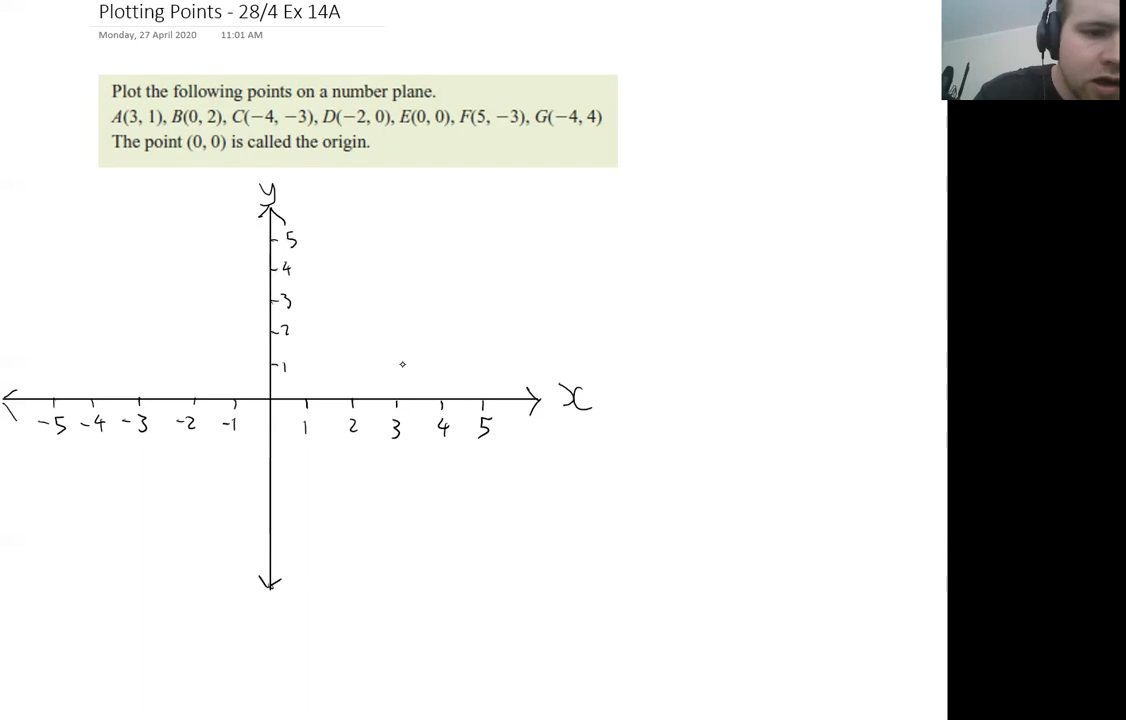 Plotting Points - 28/4 Ex 14A
Monday, 27 April 2020 11:01 AM
Plot the following points on a number plane.
A(3, 1), B(0, 2), C(−4, −3), D(−2, 0), E(0, 0), F(5, −3), G(−4, 4)
The point (0, 0) is called the origin.
y
5
4
3
2
1
x
-5 -4 -3 -2 -1 1 2 3 4 5